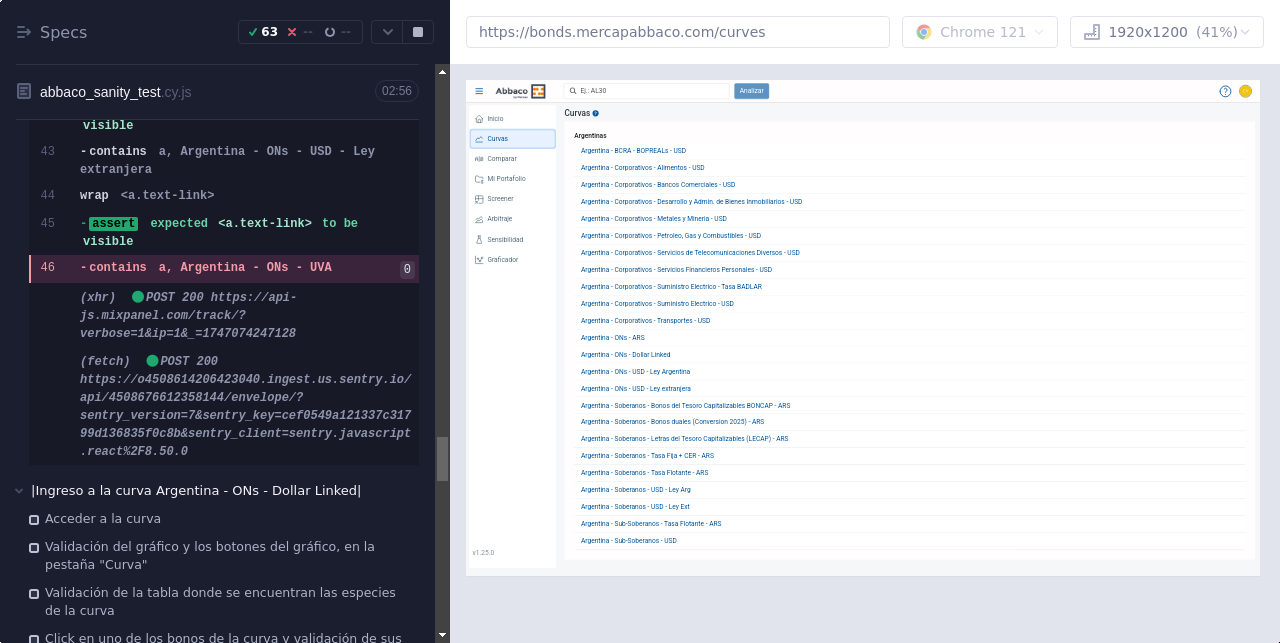 Specs
63
--
--
abbaco_sanity_test.cy.js
02:56
visible
43 -contains a, Argentina - ONs - USD - Ley
extranjera
44 wrap <a.text-link>
45 -assert expected <a.text-link> to be
visible
46 -contains a, Argentina - ONs - UVA 0
(xhr) POST 200 https://api-
js.mixpanel.com/track/?
verbose=1&ip=1&_=1747074247128
(fetch) POST 200
https://o4508614206423040.ingest.us.sentry.io/
api/4508676612358144/envelope/?
sentry_version=7&sentry_key=cef0549a121337c317
99d136835f0c8b&sentry_client=sentry.javascript
.react%2F8.50.0
|Ingreso a la curva Argentina - ONs - Dollar Linked|
Acceder a la curva
Validación del gráfico y los botones del gráfico, en la
pestaña "Curva"
Validación de la tabla donde se encuentran las especies
de la curva
Click en uno de los bonos de la curva y validación de sus
https://bonds.mercapabbaco.com/curves
Chrome 121
1920x1200 (41%)
Abbaco
Ej.: AL30
Analizar
?
Inicio
Curvas
Comparar
Mi Portafolio
Screener
Arbitraje
Sensibilidad
Graficador
v1.25.0
Curvas ?
Argentinas
Argentina - BCRA - BOPREALs - USD
Argentina - Corporativos - Alimentos - USD
Argentina - Corporativos - Bancos Comerciales - USD
Argentina - Corporativos - Desarrollo y Admin. de Bienes Inmobiliarios - USD
Argentina - Corporativos - Metales y Mineria - USD
Argentina - Corporativos - Petroleo, Gas y Combustibles - USD
Argentina - Corporativos - Servicios de Telecomunicaciones Diversos - USD
Argentina - Corporativos - Servicios Financieros Personales - USD
Argentina - Corporativos - Suministro Electrico - Tasa BADLAR
Argentina - Corporativos - Suministro Electrico - USD
Argentina - Corporativos - Transportes - USD
Argentina - ONs - ARS
Argentina - ONs - Dollar Linked
Argentina - ONs - USD - Ley Argentina
Argentina - ONs - USD - Ley extranjera
Argentina - Soberanos - Bonos del Tesoro Capitalizables BONCAP - ARS
Argentina - Soberanos - Bonos duales (Conversion 2025) - ARS
Argentina - Soberanos - Letras del Tesoro Capitalizables (LECAP) - ARS
Argentina - Soberanos - Tasa Fija + CER - ARS
Argentina - Soberanos - Tasa Flotante - ARS
Argentina - Soberanos - USD - Ley Arg
Argentina - Soberanos - USD - Ley Ext
Argentina - Sub-Soberanos - Tasa Flotante - ARS
Argentina - Sub-Soberanos - USD